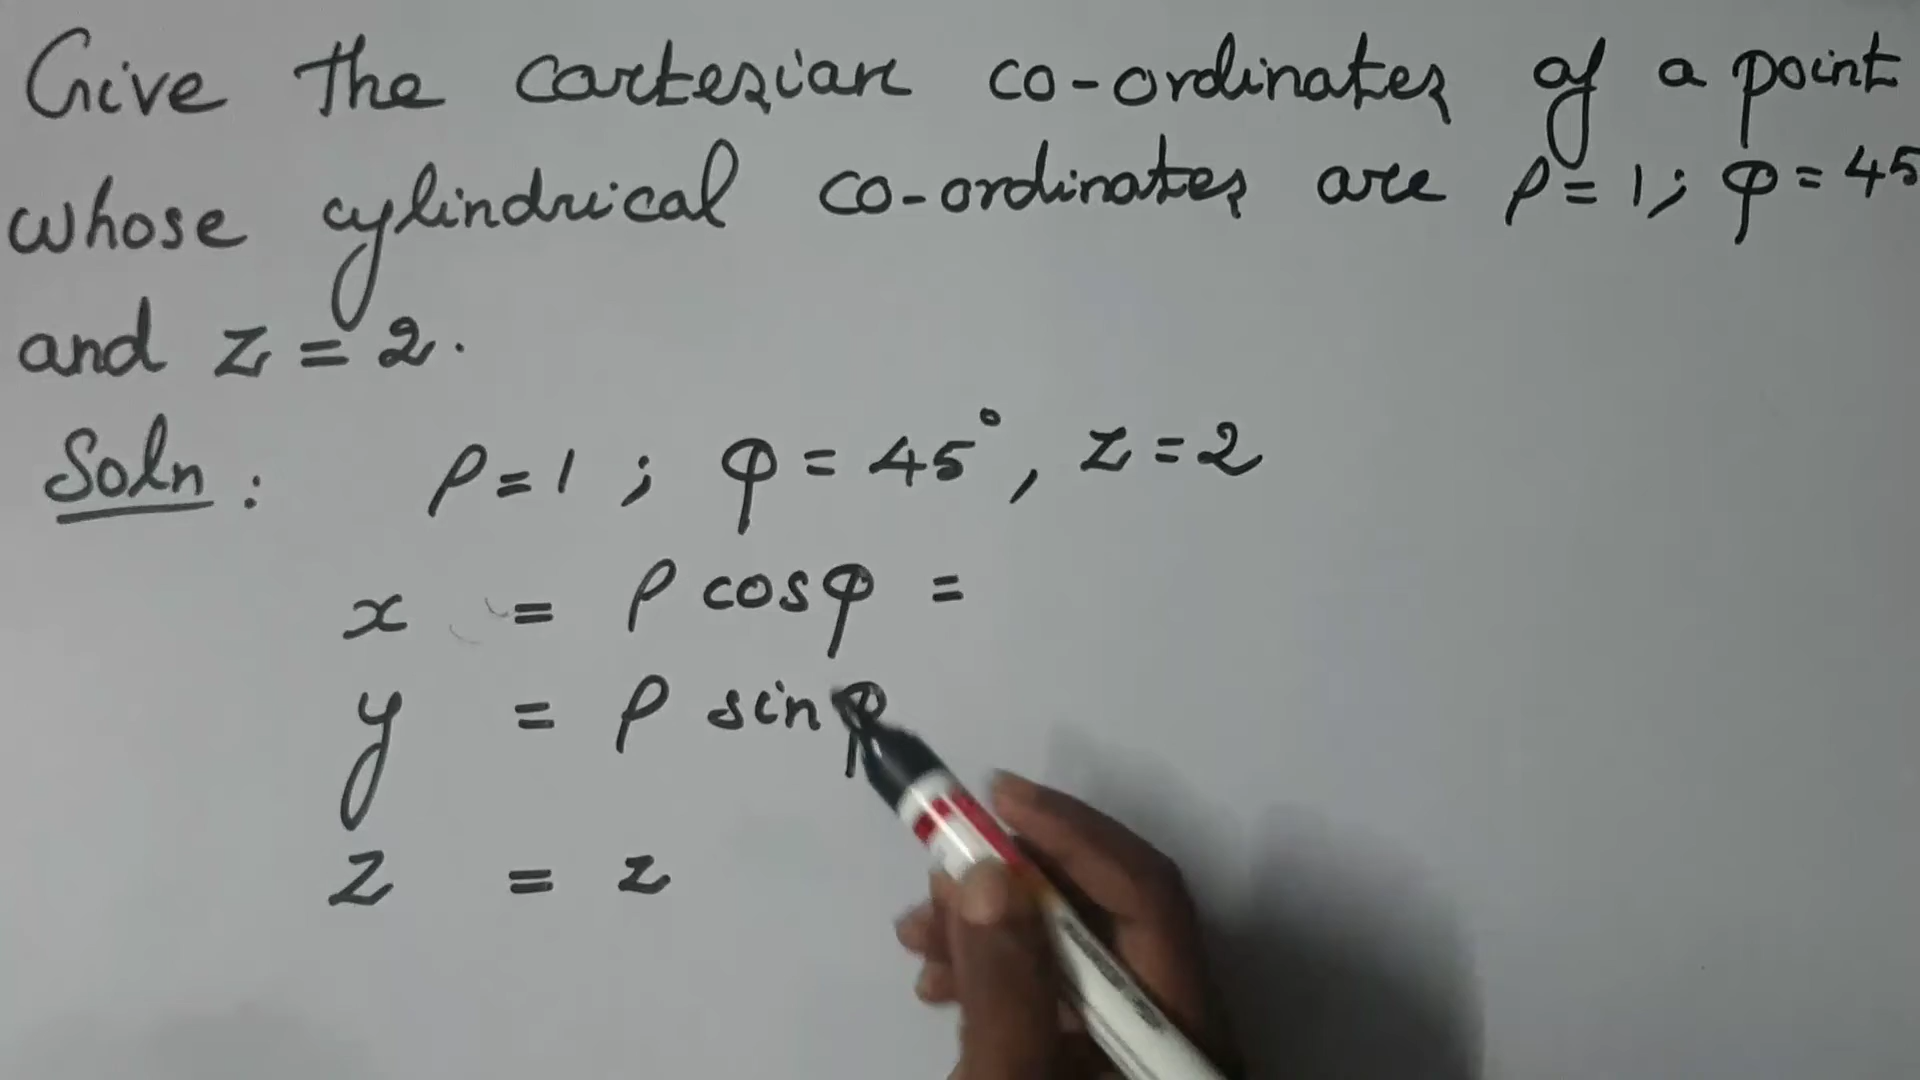 Give the cartesian co-ordinates of a point
whose cylindrical co-ordinates are ρ = 1; φ = 45
and z = 2.
Soln : ρ = 1 ; φ = 45°, z = 2
x = ρ cosφ =
y = ρ sinφ
z = z